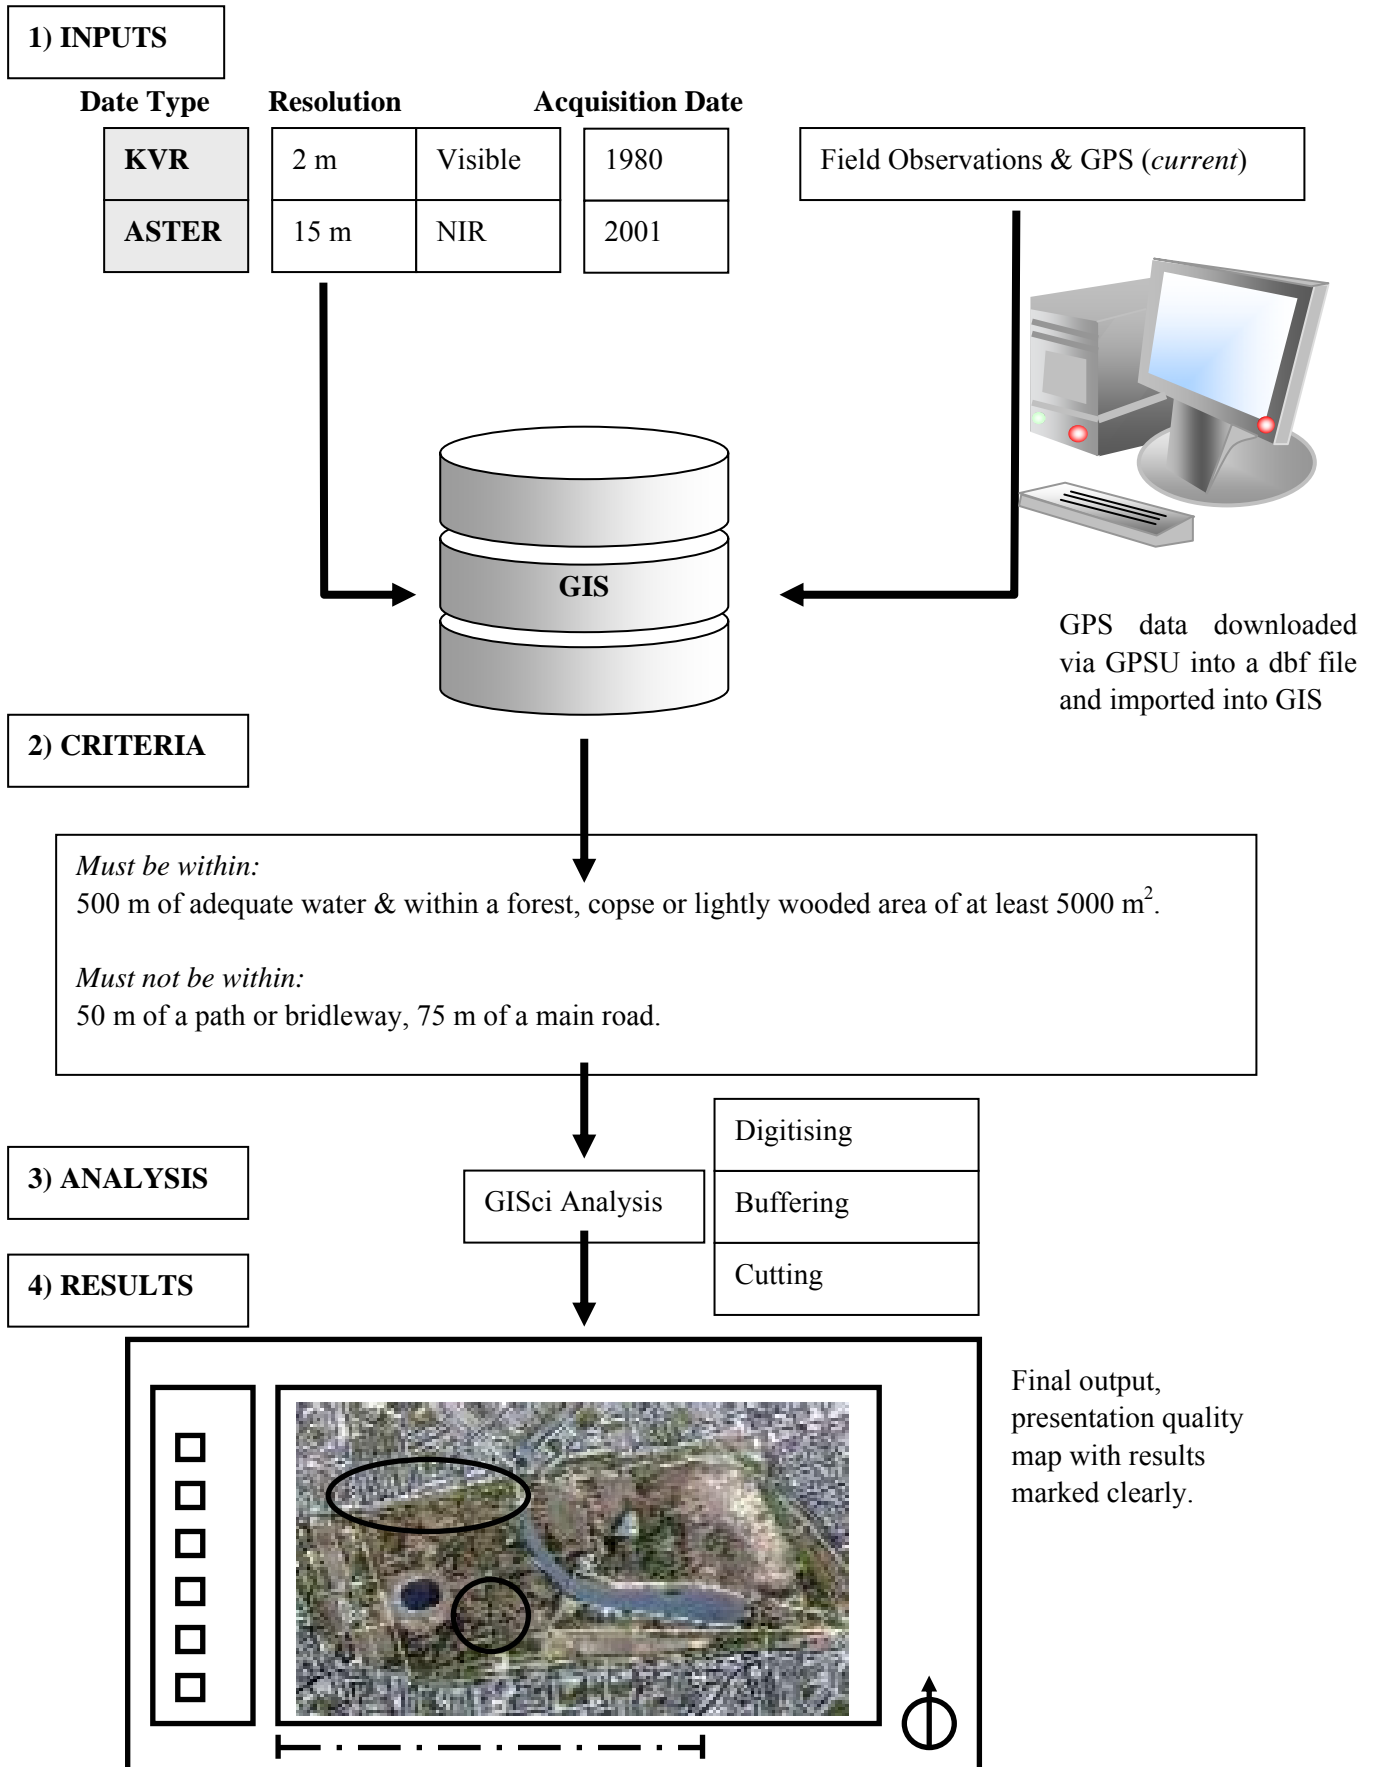 1) INPUTS
Date Type Resolution Acquisition Date
KVR 2 m Visible 1980
ASTER 15 m NIR 2001
Field Observations & GPS (current)
GIS
GPS data downloaded
via GPSU into a dbf file
and imported into GIS
2) CRITERIA
Must be within:
500 m of adequate water & within a forest, copse or lightly wooded area of at least 5000 m².
Must not be within:
50 m of a path or bridleway, 75 m of a main road.
3) ANALYSIS
GISci Analysis
Digitising
Buffering
Cutting
4) RESULTS
Final output,
presentation quality
map with results
marked clearly.